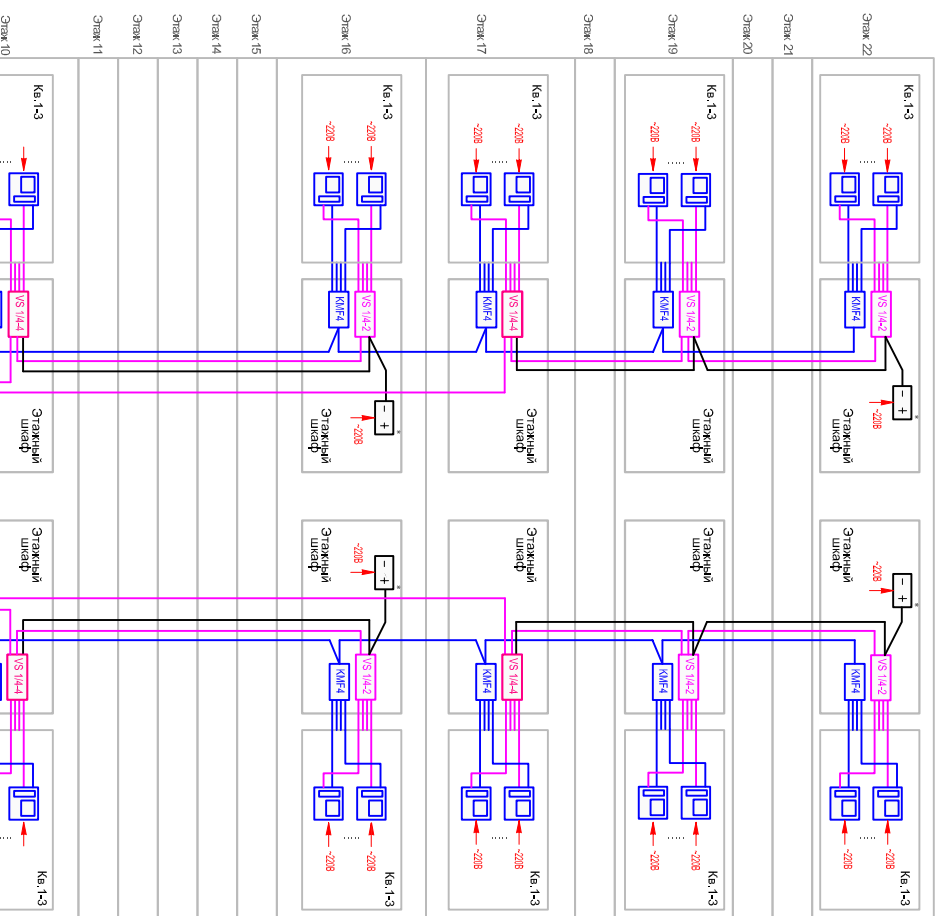 Этаж 22
Кв.1-3
~220В
~220В
VS 1/4-2
KMF4
- +
*
~220В
Этажный
шкаф
Этажный
шкаф
~220В
- +
*
VS 1/4-2
KMF4
~220В
~220В
Кв.1-3
Этаж 21
Этаж 20
Этаж 19
Кв.1-3
~220В
~220В
VS 1/4-2
KMF4
Этажный
шкаф
Этажный
шкаф
VS 1/4-2
KMF4
~220В
~220В
Кв.1-3
Этаж 18
Этаж 17
Кв.1-3
~220В
~220В
VS 1/4-4
KMF4
Этажный
шкаф
Этажный
шкаф
VS 1/4-4
KMF4
~220В
~220В
Кв.1-3
Этаж 16
Кв.1-3
~220В
~220В
VS 1/4-2
KMF4
- +
*
~220В
Этажный
шкаф
Этажный
шкаф
~220В
- +
*
VS 1/4-2
KMF4
~220В
~220В
Кв.1-3
Этаж 15
Этаж 14
Этаж 13
Этаж 12
Этаж 11
Этаж 10
Кв.1-3
VS 1/4-4
Этажный
шкаф
Этажный
шкаф
VS 1/4-4
Кв.1-3